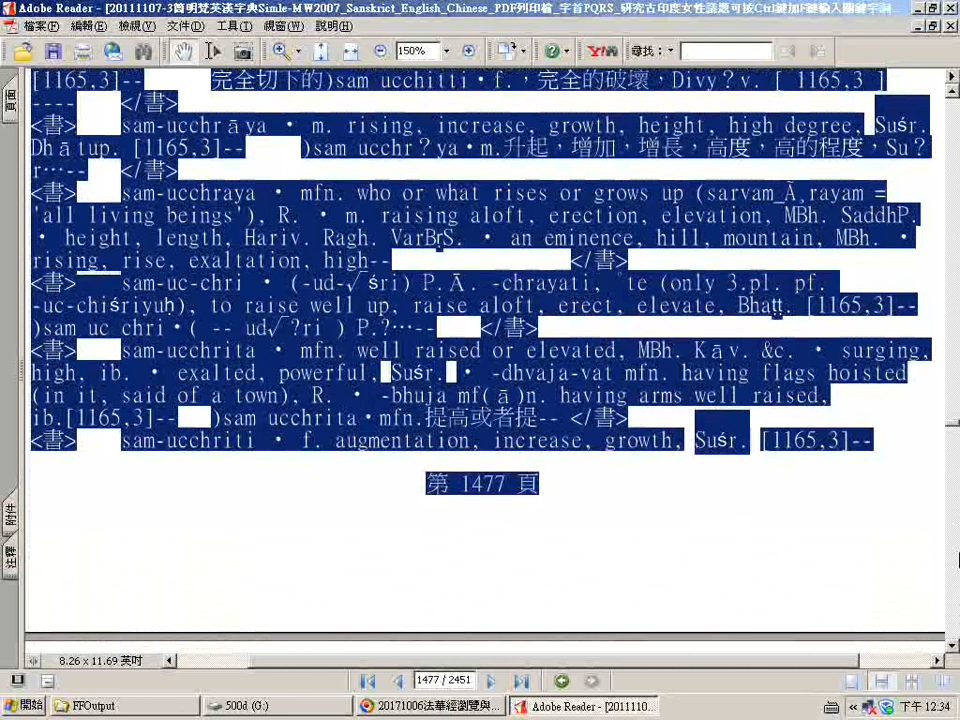 Adobe Reader - [20111107-3簡明梵英漢字典Simle-MW2007_Sanskrict_English_Chinese_PDF列印檔_字首PQRS_研究古印度女性話題可按Ctrl鍵加F鍵輸入關鍵字詞
檔案(F) 編輯(E) 檢視(V) 文件(D) 工具(T) 視窗(W) 說明(H)
150% Y! 尋找：
頁面
[1165,3]-- 完全切下的)sam ucchitti‧f.，完全的破壞，Divy？v. [ 1165,3 ]
---- </書>
<書> sam-ucchrāya ‧ m. rising, increase, growth, height, high degree, Suśr.
Dhātup. [1165,3]-- )sam ucchr？ya‧m.升起，增加，增長，高度，高的程度，Su？
r…-- </書>
<書> sam-ucchraya ‧ mfn. who or what rises or grows up (sarvam_Ã¸rayam =
'all living beings'), R. ‧ m. raising aloft, erection, elevation, MBh. SaddhP.
‧ height, length, Hariv. Ragh. VarBṛS. ‧ an eminence, hill, mountain, MBh. ‧
rising, rise, exaltation, high-- </書>
<書> sam-uc-chri ‧ (-ud-√śri) P.Ā. -chrayati, ˚te (only 3.pl. pf.
-uc-chiśriyuḥ), to raise well up, raise aloft, erect, elevate, Bhaṭṭ. [1165,3]--
)sam uc chri‧( -- ud√?ri ) P.?…-- </書>
<書> sam-ucchrita ‧ mfn. well raised or elevated, MBh. Kāv. &c. ‧ surging,
high, ib. ‧ exalted, powerful, Suśr. ‧ -dhvaja-vat mfn. having flags hoisted
(in it, said of a town), R. ‧ -bhuja mf(ā)n. having arms well raised,
ib.[1165,3]-- )sam ucchrita‧mfn.提高或者提-- </書>
<書> sam-ucchriti ‧ f. augmentation, increase, growth, Suśr. [1165,3]--
第 1477 頁
附件
注釋
8.26 x 11.69 英吋
1477 / 2451
開始 FFOutput 500d (G:) 20171006法華經瀏覽與... Adobe Reader - [2011110... 下午 12:34